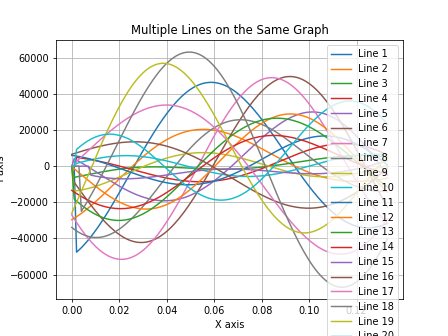 Multiple Lines on the Same Graph
60000
40000
20000
0
-20000
-40000
-60000
axis
0.00
0.02
0.04
0.06
0.08
0.10
X axis
Line 1
Line 2
Line 3
Line 4
Line 5
Line 6
Line 7
Line 8
Line 9
Line 10
Line 11
Line 12
Line 13
Line 14
Line 15
Line 16
Line 17
Line 18
Line 19
Line 20